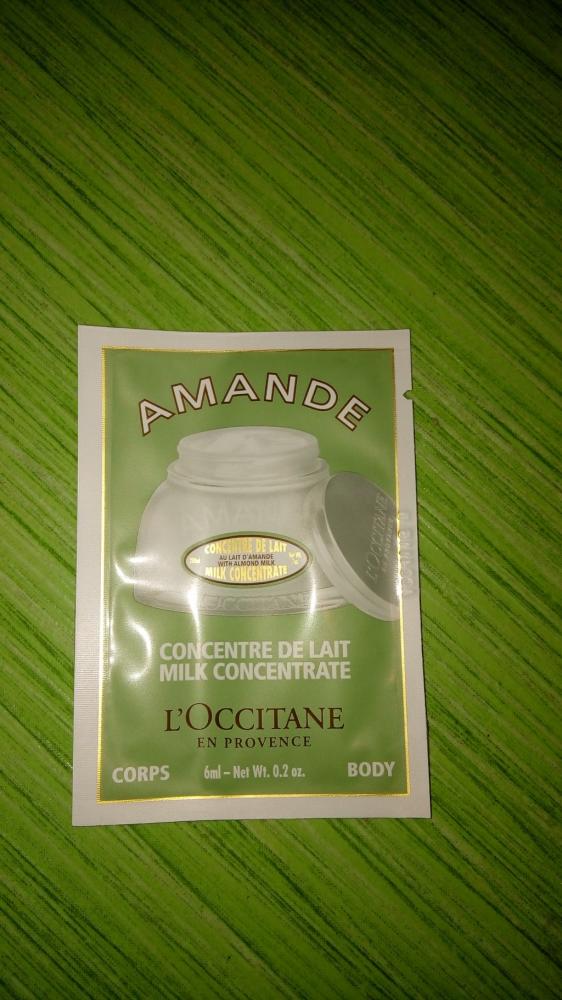 AMANDE
CONCENTRE DE LAIT
AU LAIT D'AMANDE
WITH ALMOND MILK
MILK CONCENTRATE
L'OCCITANE
CONCENTRE DE LAIT
MILK CONCENTRATE
L'OCCITANE
EN PROVENCE
CORPS
6ml – Net Wt. 0.2 oz.
BODY